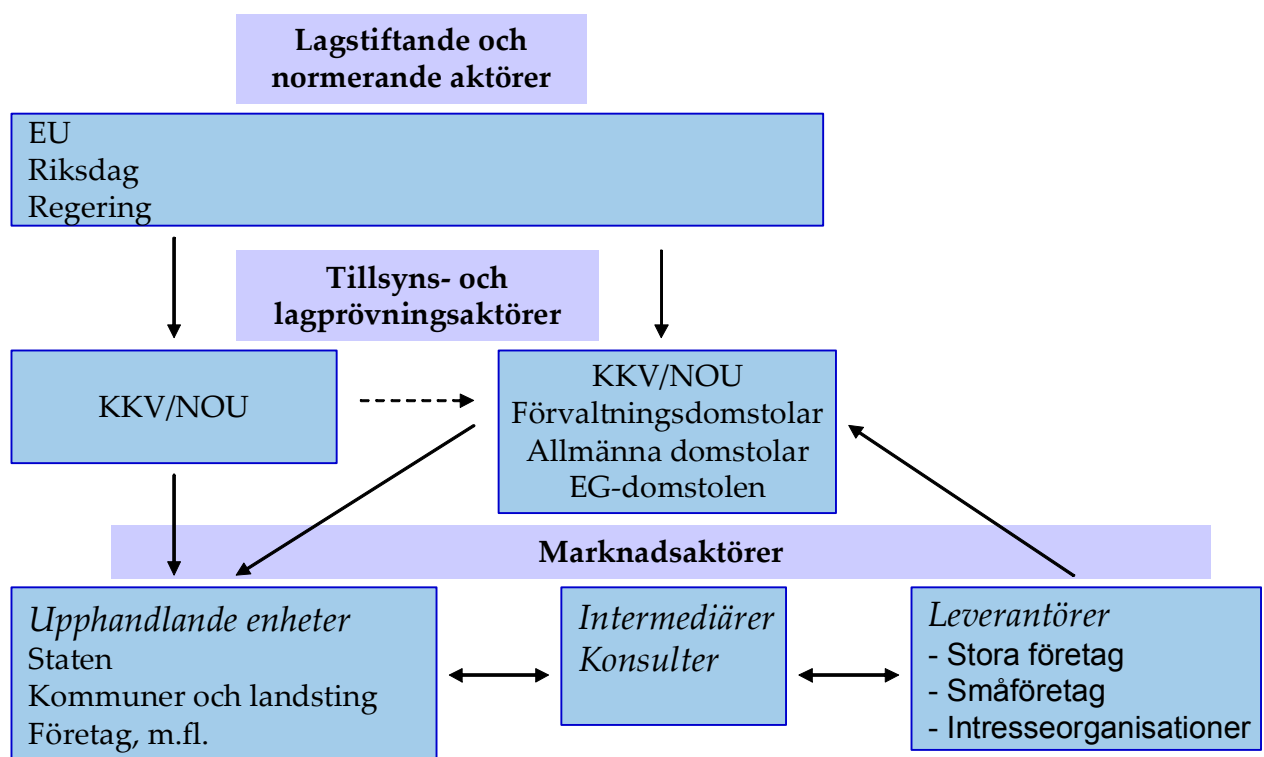 Lagstiftande och
normerande aktörer
EU
Riksdag
Regering
Tillsyns- och
lagprövningsaktörer
KKV/NOU
KKV/NOU
Förvaltningsdomstolar
Allmänna domstolar
EG-domstolen
Marknadsaktörer
Upphandlande enheter
Staten
Kommuner och landsting
Företag, m.fl.
Intermediärer
Konsulter
Leverantörer
- Stora företag
- Småföretag
- Intresseorganisationer